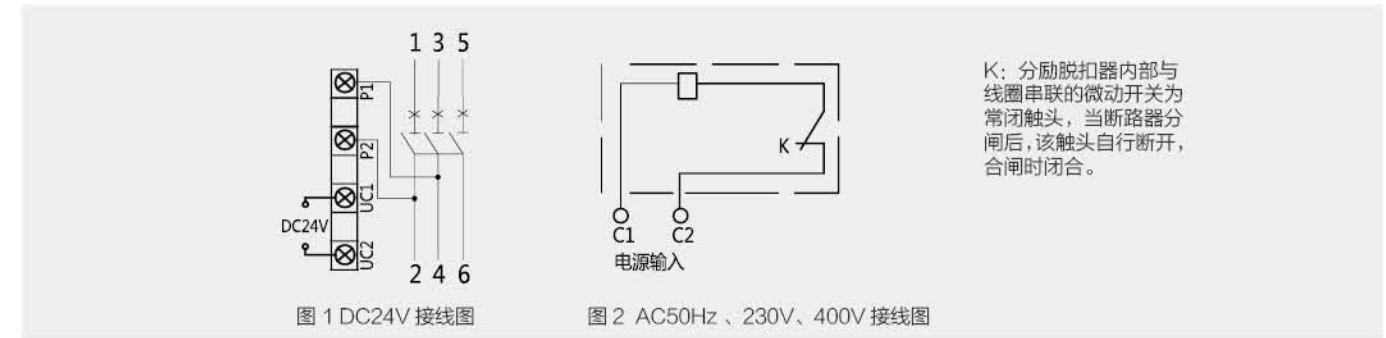 1 3 5
P1
P2
UC1
DC24V
UC2
2 4 6
图 1 DC24V 接线图
K
C1 C2
电源输入
图 2 AC50Hz 、230V、400V 接线图
K：分励脱扣器内部与
线圈串联的微动开关为
常闭触头，当断路器分
闸后，该触头自行断开，
合闸时闭合。